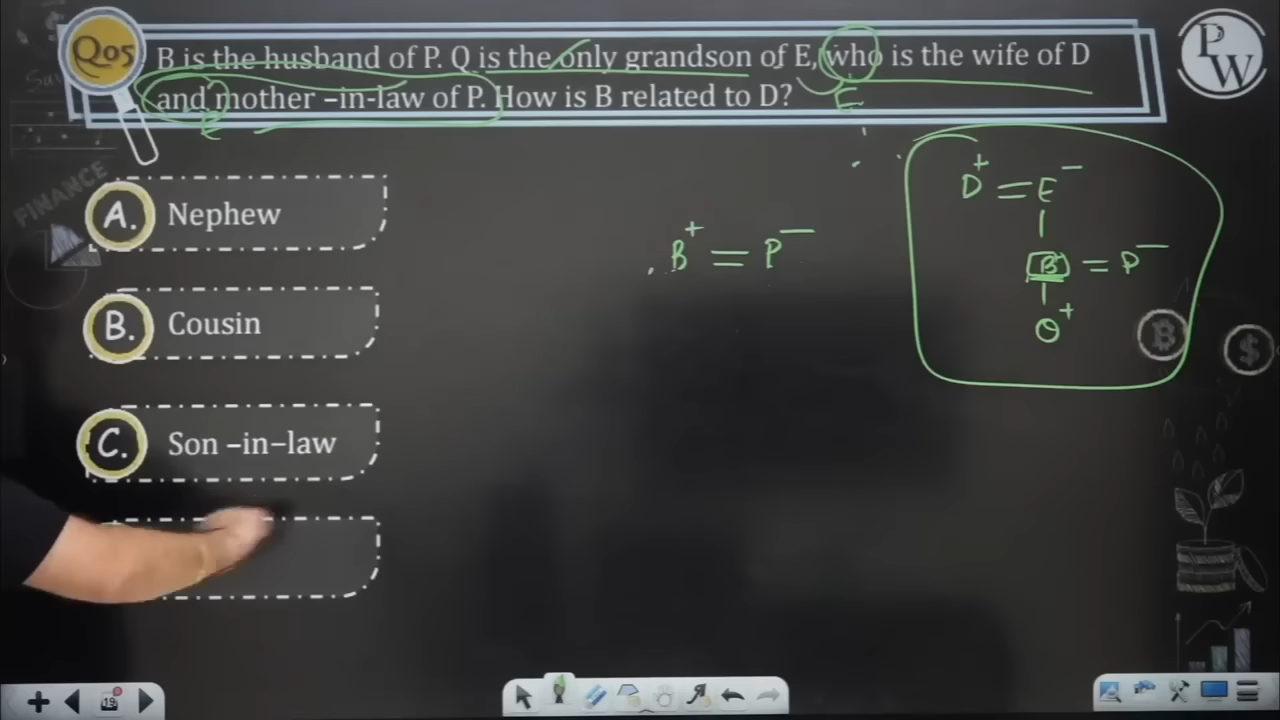 Q05
B is the husband of P. Q is the only grandson of E, who is the wife of D
and mother –in-law of P. How is B related to D?
E
PW
FINANCE
A. Nephew
B. Cousin
C. Son –in–law
B+ = P−
D+ = E−
B = P−
Q+
19